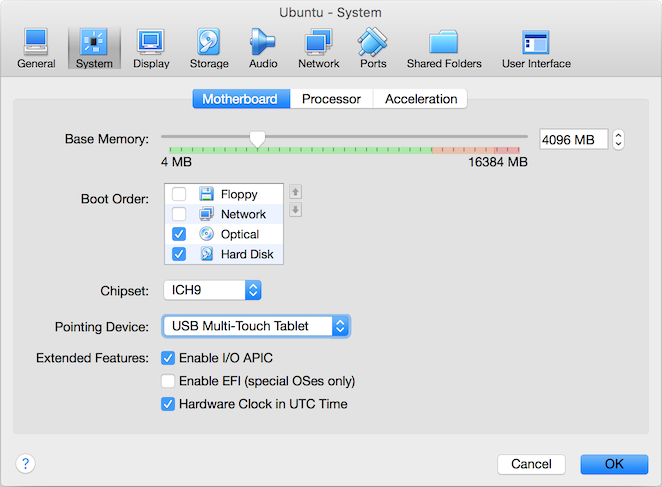 Ubuntu - System
General System Display Storage Audio Network Ports Shared Folders User Interface
Motherboard Processor Acceleration
Base Memory: 4096 MB
4 MB 16384 MB
Boot Order: Floppy
Network
Optical
Hard Disk
Chipset: ICH9
Pointing Device: USB Multi-Touch Tablet
Extended Features: Enable I/O APIC
Enable EFI (special OSes only)
Hardware Clock in UTC Time
? Cancel OK